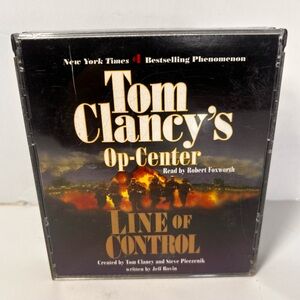 New York Times #1 Bestselling Phenomenon
Tom
Clancy's
Op-Center
Read by Robert Foxworth
LINE OF
CONTROL
Created by Tom Clancy and Steve Pieczenik
written by Jeff Rovin